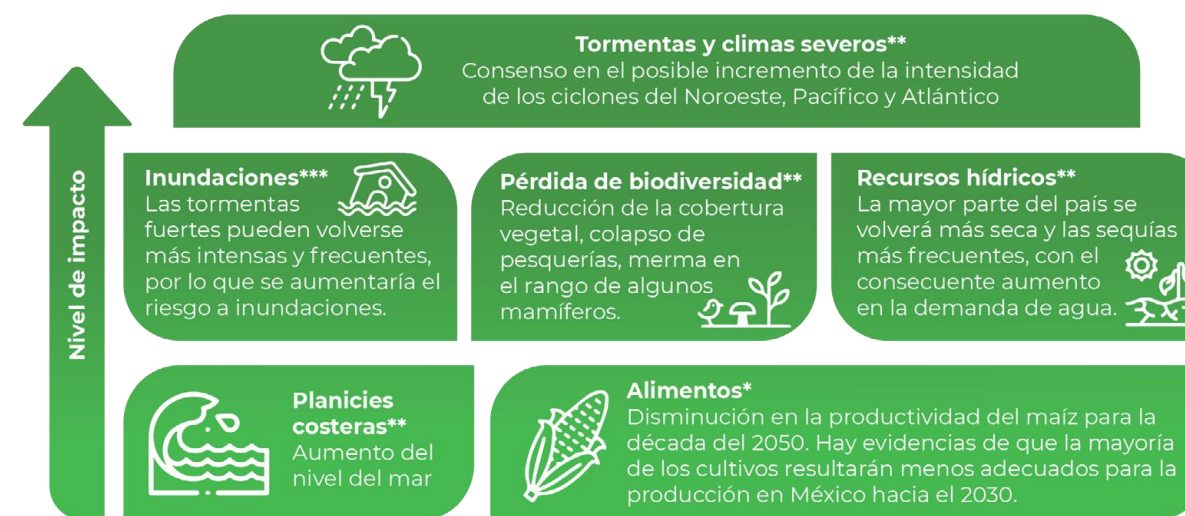 Tormentas y climas severos**
Consenso en el posible incremento de la intensidad
de los ciclones del Noroeste, Pacífico y Atlántico
Nivel de impacto
Inundaciones***
Las tormentas
fuertes pueden volverse
más intensas y frecuentes,
por lo que se aumentaría el
riesgo a inundaciones.
Pérdida de biodiversidad**
Reducción de la cobertura
vegetal, colapso de
pesquerías, merma en
el rango de algunos
mamíferos.
Recursos hídricos**
La mayor parte del país se
volverá más seca y las sequías
más frecuentes, con el
consecuente aumento
en la demanda de agua.
Planicies
costeras**
Aumento del
nivel del mar
Alimentos*
Disminución en la productividad del maíz para la
década del 2050. Hay evidencias de que la mayoría
de los cultivos resultarán menos adecuados para la
producción en México hacia el 2030.